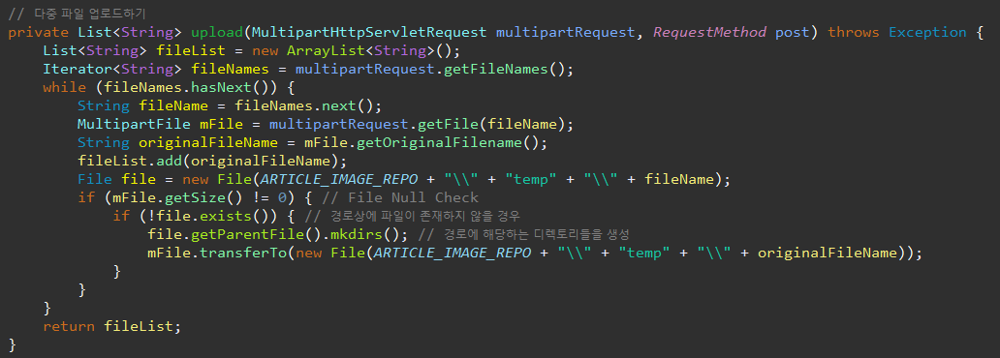 // 다중 파일 업로드하기
private List<String> upload(MultipartHttpServletRequest multipartRequest, RequestMethod post) throws Exception {
    List<String> fileList = new ArrayList<String>();
    Iterator<String> fileNames = multipartRequest.getFileNames();
    while (fileNames.hasNext()) {
        String fileName = fileNames.next();
        MultipartFile mFile = multipartRequest.getFile(fileName);
        String originalFileName = mFile.getOriginalFilename();
        fileList.add(originalFileName);
        File file = new File(ARTICLE_IMAGE_REPO + "\\" + "temp" + "\\" + fileName);
        if (mFile.getSize() != 0) { // File Null Check
            if (!file.exists()) { // 경로상에 파일이 존재하지 않을 경우
                file.getParentFile().mkdirs(); // 경로에 해당하는 디렉토리들을 생성
                mFile.transferTo(new File(ARTICLE_IMAGE_REPO + "\\" + "temp" + "\\" + originalFileName));
            }
        }
    }
    return fileList;
}